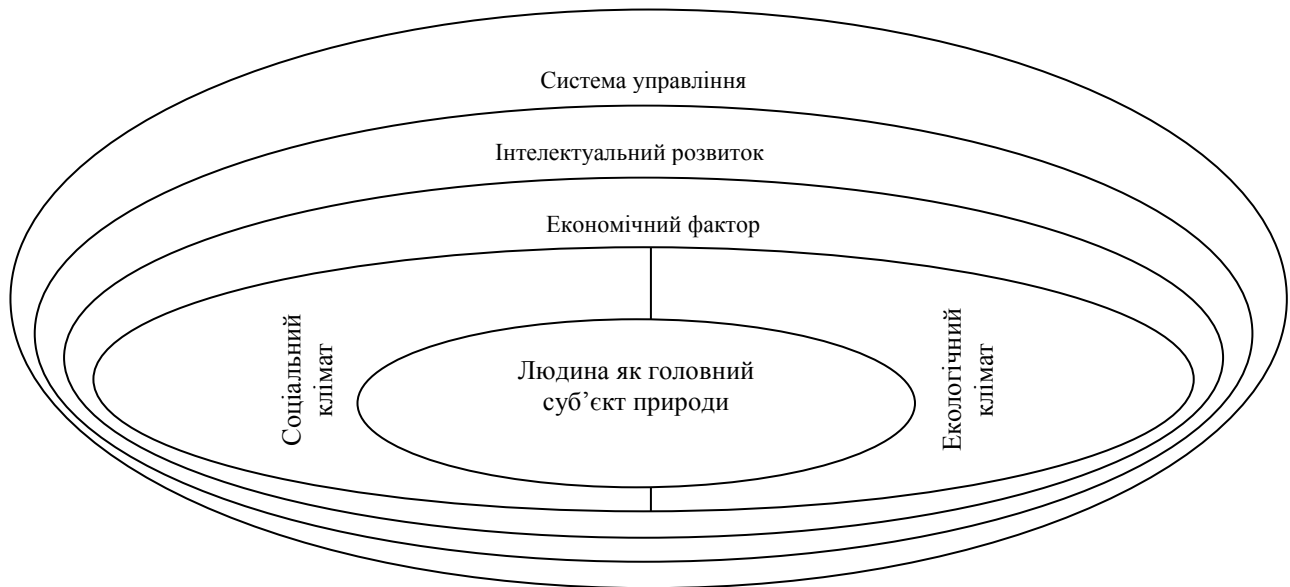 Система управління
Інтелектуальний розвиток
Економічний фактор
Соціальний
клімат
Людина як головний
суб’єкт природи
Екологічний
клімат